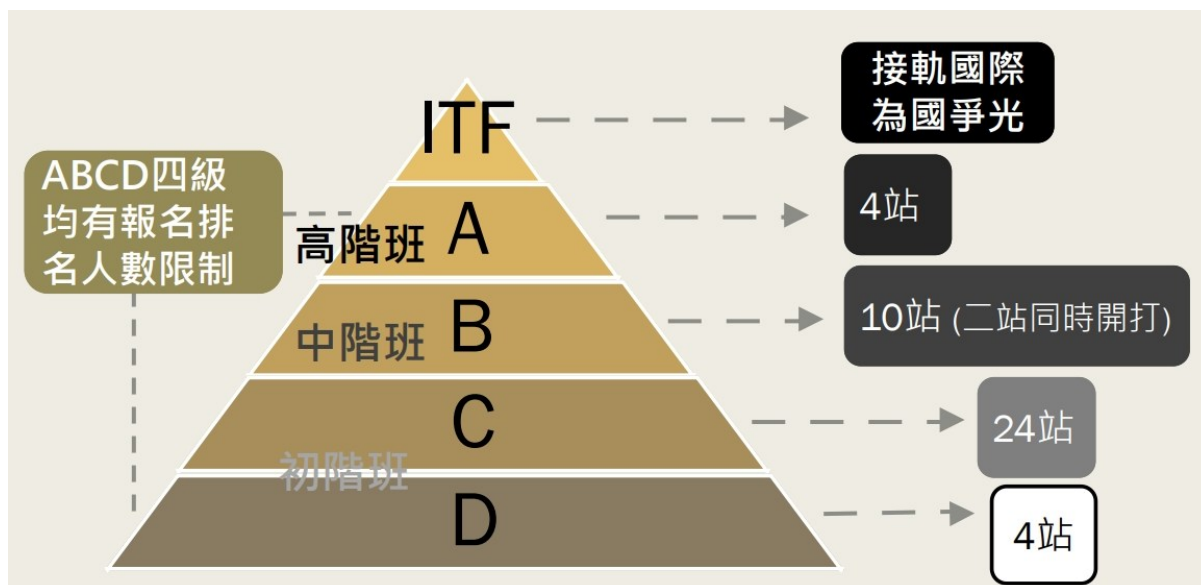 接軌國際
為國爭光
ITF
ABCD四級
均有報名排
名人數限制
高階班 A
4站
中階班 B
10站 (二站同時開打)
C
24站
初階班
D
4站